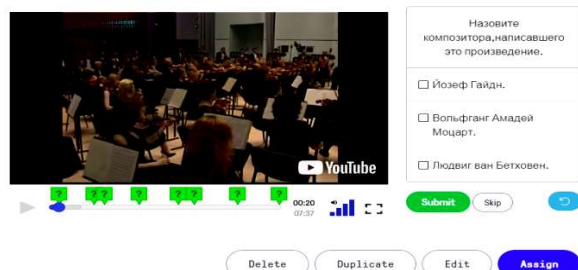 Назовите
композитора,написавшего
это произведение.
Йозеф Гайдн.
Вольфганг Амадей
Моцарт.
Людвиг ван Бетховен.
YouTube
? ? ? ? ? ? ? ?
00:20
07:37
Submit
Skip
Delete
Duplicate
Edit
Assign